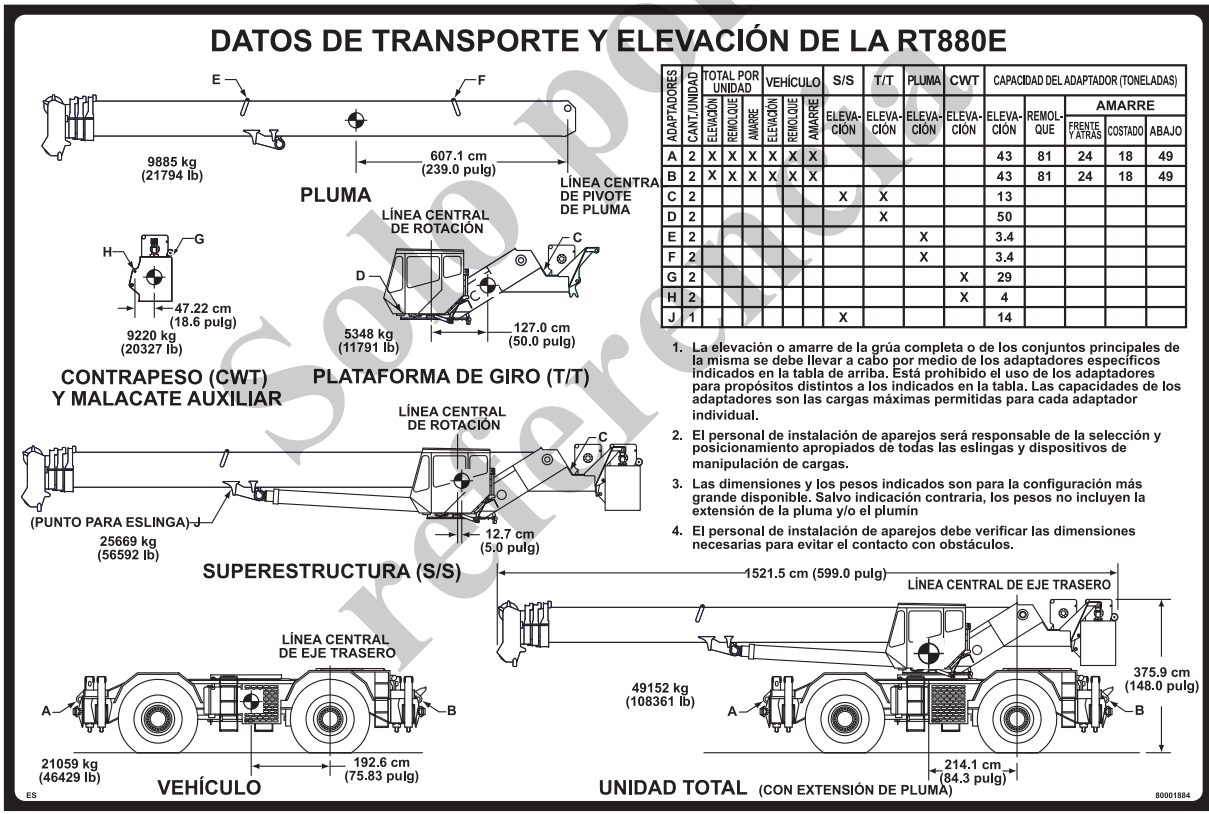 DATOS DE TRANSPORTE Y ELEVACIÓN DE LA RT880E
E
F
9885 kg
(21794 lb)
607.1 cm
(239.0 pulg)
PLUMA
LÍNEA CENTRAL
DE PIVOTE
DE PLUMA
H
G
47.22 cm
(18.6 pulg)
9220 kg
(20327 lb)
CONTRAPESO (CWT)
Y MALACATE AUXILIAR
LÍNEA CENTRAL
DE ROTACIÓN
C
D
5348 kg
(11791 lb)
127.0 cm
(50.0 pulg)
PLATAFORMA DE GIRO (T/T)
LÍNEA CENTRAL
DE ROTACIÓN
C
(PUNTO PARA ESLINGA) J
25669 kg
(56592 lb)
12.7 cm
(5.0 pulg)
SUPERESTRUCTURA (S/S)
LÍNEA CENTRAL
DE EJE TRASERO
A
B
21059 kg
(46429 lb)
192.6 cm
(75.83 pulg)
VEHÍCULO
ES
ADAPTADORES CANT./UNIDAD TOTAL POR UNIDAD VEHÍCULO S/S T/T PLUMA CWT CAPACIDAD DEL ADAPTADOR (TONELADAS)
ELEVACIÓN REMOLQUE AMARRE ELEVACIÓN REMOLQUE AMARRE ELEVA-CIÓN ELEVA-CIÓN ELEVA-CIÓN ELEVA-CIÓN ELEVA-CIÓN REMOL-QUE AMARRE
FRENTE Y ATRÁS COSTADO ABAJO
A 2 X X X X X X 43 81 24 18 49
B 2 X X X X X X 43 81 24 18 49
C 2 X X 13
D 2 X 50
E 2 X 3.4
F 2 X 3.4
G 2 X 29
H 2 X 4
J 1 X 14
1. La elevación o amarre de la grúa completa o de los conjuntos principales de
la misma se debe llevar a cabo por medio de los adaptadores específicos
indicados en la tabla de arriba. Está prohibido el uso de los adaptadores
para propósitos distintos a los indicados en la tabla. Las capacidades de los
adaptadores son las cargas máximas permitidas para cada adaptador
individual.
2. El personal de instalación de aparejos será responsable de la selección y
posicionamiento apropiados de todas las eslingas y dispositivos de
manipulación de cargas.
3. Las dimensiones y los pesos indicados son para la configuración más
grande disponible. Salvo indicación contraria, los pesos no incluyen la
extensión de la pluma y/o el plumín
4. El personal de instalación de aparejos debe verificar las dimensiones
necesarias para evitar el contacto con obstáculos.
1521.5 cm (599.0 pulg)
LÍNEA CENTRAL DE EJE TRASERO
375.9 cm
(148.0 pulg)
49152 kg
(108361 lb)
A
B
214.1 cm
(84.3 pulg)
UNIDAD TOTAL (CON EXTENSIÓN DE PLUMA)
80001884
Solo por
referencia